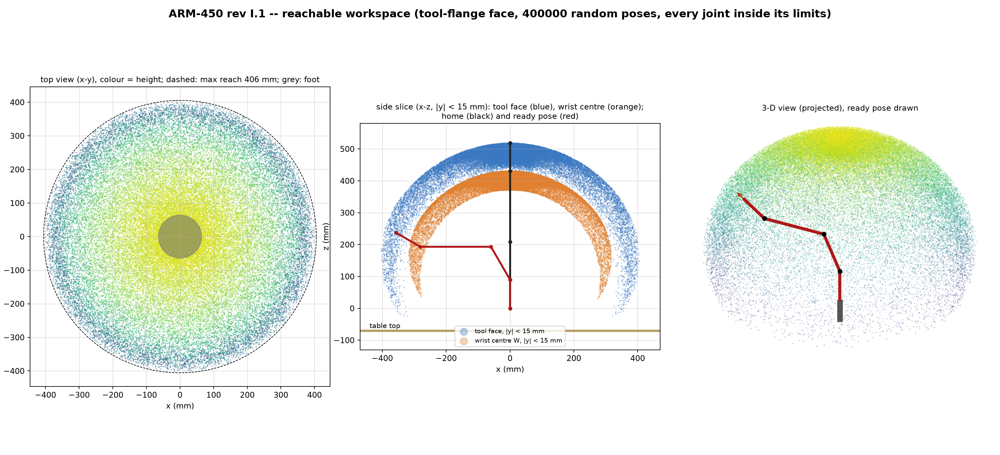 ARM-450 rev I.1 -- reachable workspace (tool-flange face, 400000 random poses, every joint inside its limits)
top view (x-y), colour = height; dashed: max reach 406 mm; grey: foot
400
300
200
100
0
−100
−200
−300
−400
−400 −300 −200 −100 0 100 200 300 400
x (mm)
side slice (x-z, |y| < 15 mm): tool face (blue), wrist centre (orange);
home (black) and ready pose (red)
z (mm)
500
400
300
200
100
0
−100
table top
tool face, |y| < 15 mm
wrist centre W, |y| < 15 mm
−400 −200 0 200 400
x (mm)
3-D view (projected), ready pose drawn